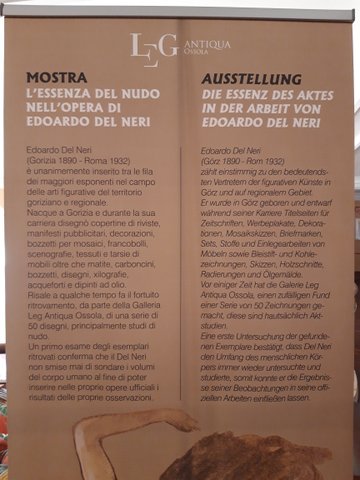 LEG ANTIQUA
OSSOLA
MOSTRA
L'ESSENZA DEL NUDO
NELL'OPERA DI
EDOARDO DEL NERI
Edoardo Del Neri
(Gorizia 1890 - Roma 1932)
è unanimemente inserito tra le fila
dei maggiori esponenti nel campo
delle arti figurative del territorio
goriziano e regionale.
Nacque a Gorizia e durante la sua
carriera disegnò copertine di riviste,
manifesti pubblicitari, decorazioni,
bozzetti per mosaici, francobolli,
scenografie, tessuti e tarsie di
mobili oltre che matite, carboncini,
bozzetti, disegni, xilografie,
acqueforti e dipinti ad olio.
Risale a qualche tempo fa il fortuito
ritrovamento, da parte della Galleria
Leg Antiqua Ossola, di una serie di
50 disegni, principalmente studi di
nudo.
Un primo esame degli esemplari
ritrovati conferma che il Del Neri
non smise mai di sondare i volumi
del corpo umano al fine di poter
inserire nelle proprie opere ufficiali i
risultati delle proprie osservazioni.
AUSSTELLUNG
DIE ESSENZ DES AKTES
IN DER ARBEIT VON
EDOARDO DEL NERI
Edoardo Del Neri
(Görz 1890 - Rom 1932)
zählt einstimmig zu den bedeutends-
ten Vertretern der figurativen Künste in
Görz und auf regionalem Gebiet.
Er wurde in Görz geboren und entwarf
während seiner Karriere Titelseiten für
Zeitschriften, Werbeplakate, Dekora-
tionen, Mosaikskizzen, Briefmarken,
Sets, Stoffe und Einlegearbeiten von
Möbeln sowie Bleistift- und Kohle-
zeichnungen, Skizzen, Holzschnitte,
Radierungen und Ölgemälde.
Vor einiger Zeit hat die Galerie Leg
Antiqua Ossola, einen zufälligen Fund
einer Serie von 50 Zeichnungen ge-
macht, diese sind hautsächlich Akt-
studien.
Eine erste Untersuchung der gefunde-
nen Exemplare bestätigt, dass Del Neri
den Umfang des menschlichen Kör-
pers immer wieder untersuchte und
studierte, somit konnte er die Ergebnis-
se seiner Beobachtungen in seine offi-
ziellen Arbeiten einfließen lassen.